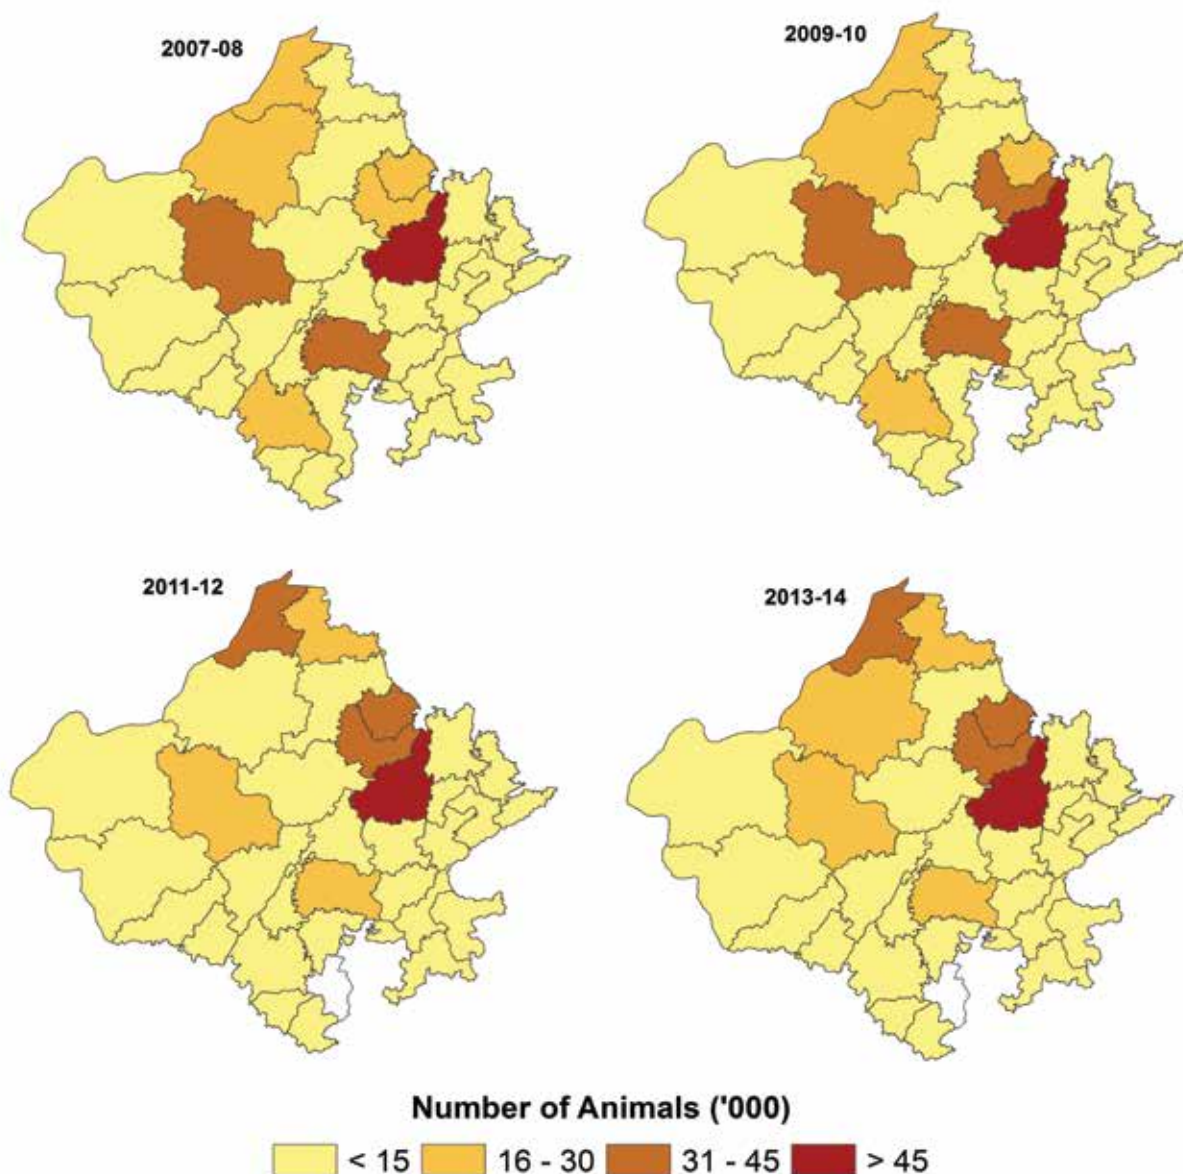 2007-08
2009-10
2011-12
2013-14
Number of Animals ('000)
< 15 16 - 30 31 - 45 > 45